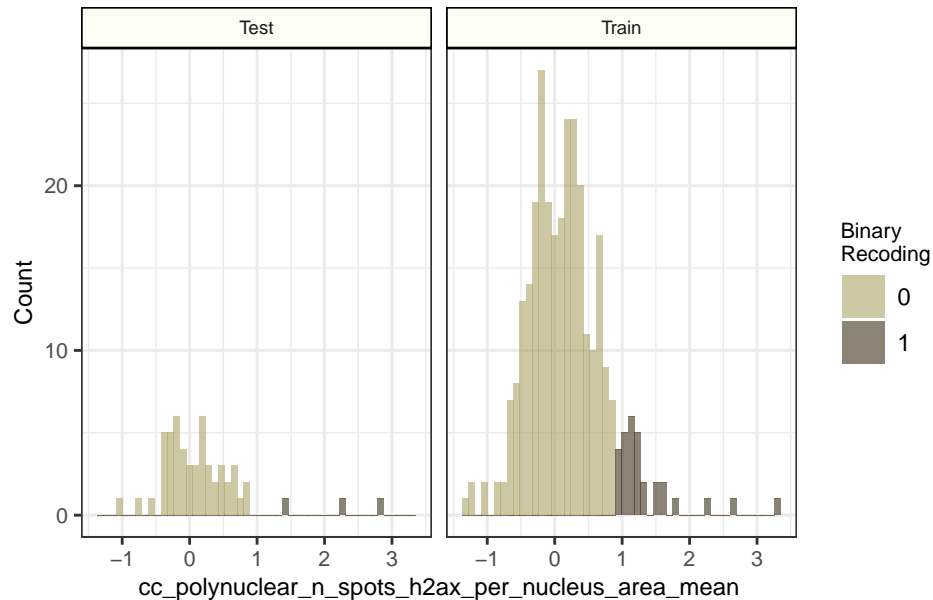 Test
Train
20
10
0
−1
0
1
2
3
−1
0
1
2
3
Count
cc_polynuclear_n_spots_h2ax_per_nucleus_area_mean
Binary
Recoding
0
1